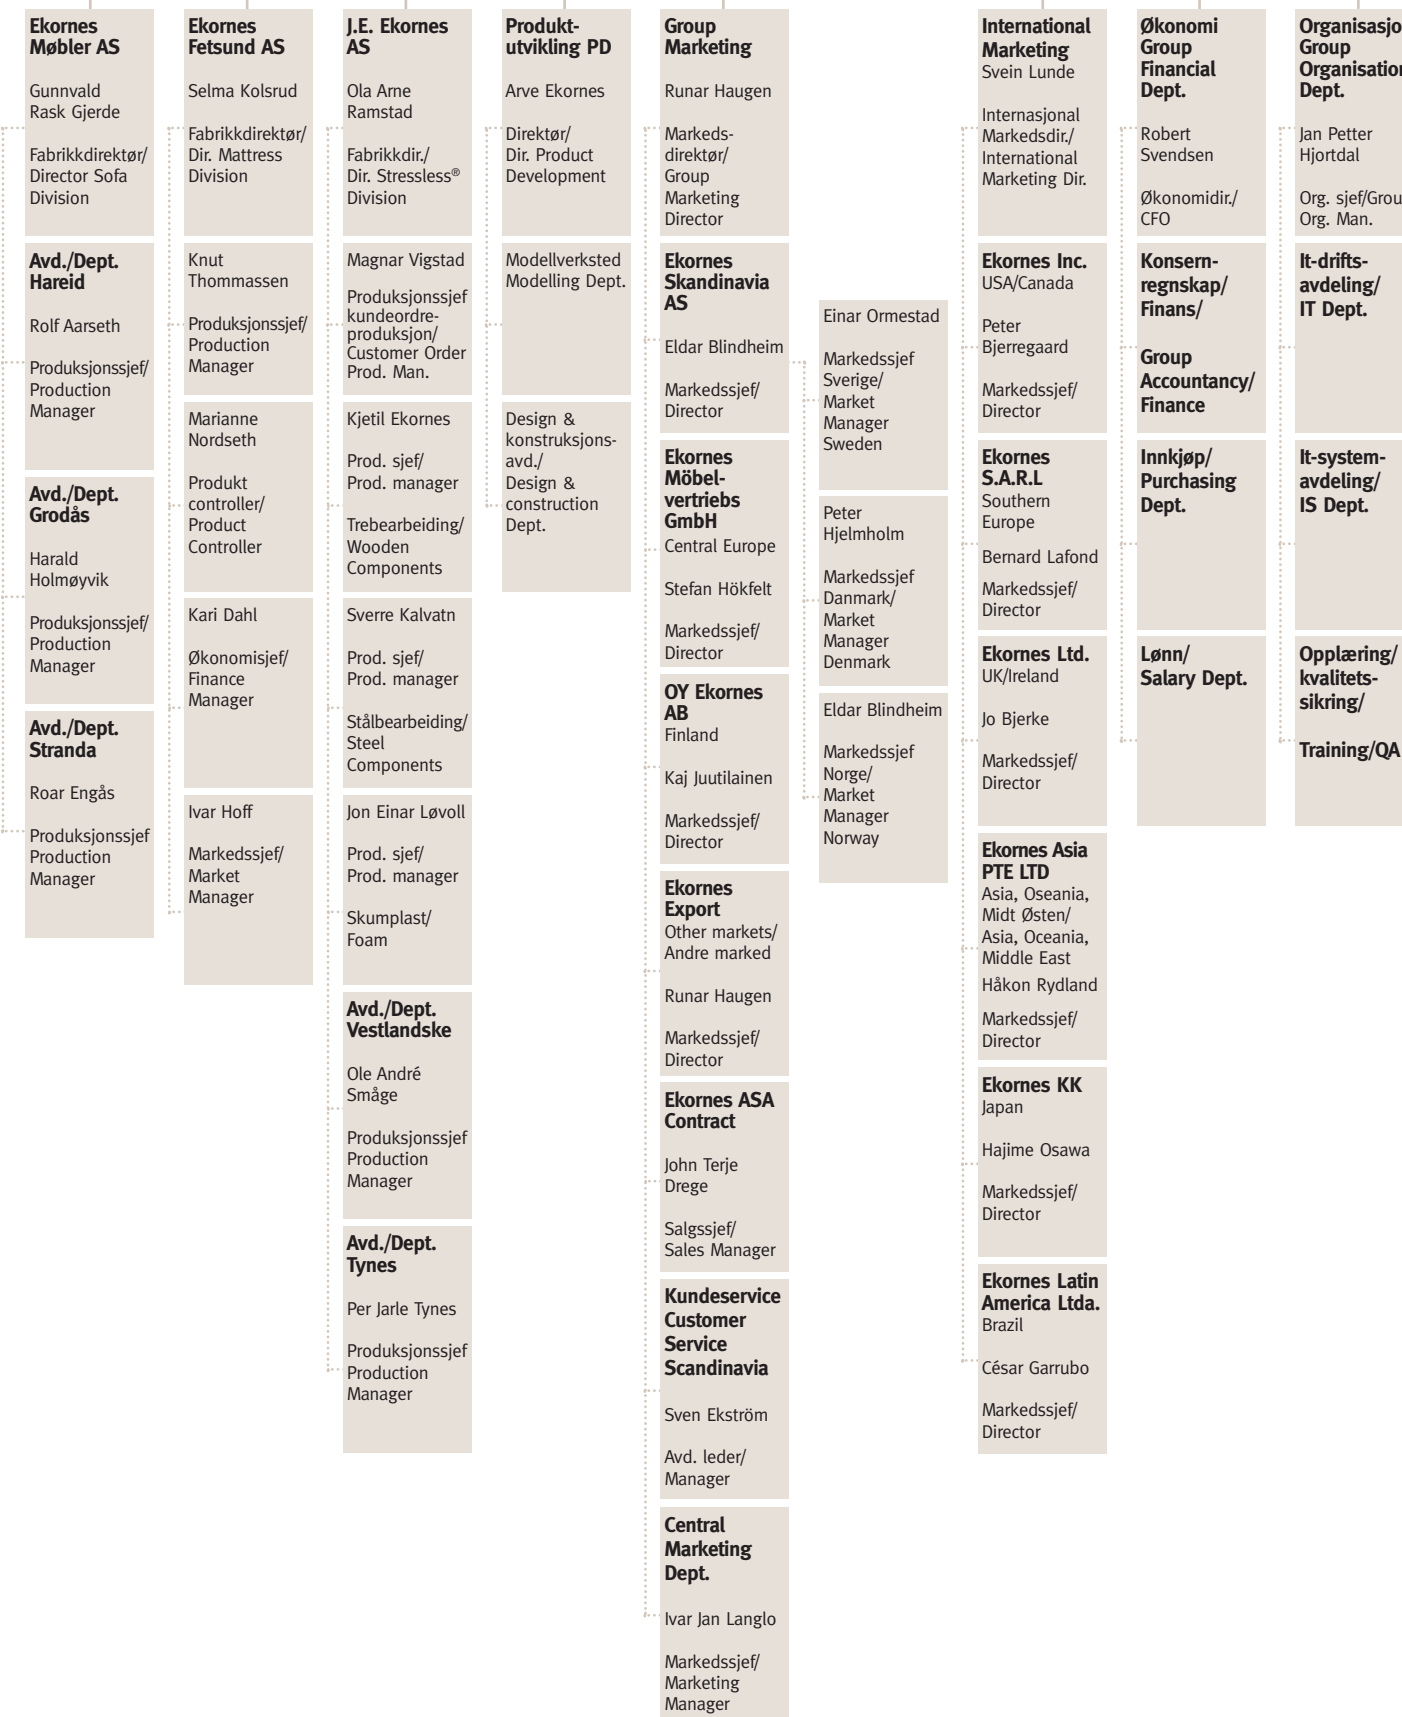 Ekornes
Møbler AS
Gunnvald
Rask Gjerde
Fabrikkdirektør/
Director Sofa
Division
Avd./Dept.
Hareid
Rolf Aarseth
Produksjonssjef/
Production
Manager
Avd./Dept.
Grodås
Harald
Holmøyvik
Produksjonssjef/
Production
Manager
Avd./Dept.
Stranda
Roar Engås
Produksjonssjef
Production
Manager
Ekornes
Fetsund AS
Selma Kolsrud
Fabrikkdirektør/
Dir. Mattress
Division
Knut
Thommassen
Produksjonssjef/
Production
Manager
Marianne
Nordseth
Produkt
controller/
Product
Controller
Kari Dahl
Økonomisjef/
Finance
Manager
Ivar Hoff
Markedssjef/
Market
Manager
J.E. Ekornes
AS
Ola Arne
Ramstad
Fabrikkdir./
Dir. Stressless®
Division
Magnar Vigstad
Produksjonssjef
kundeordre-
produksjon/
Customer Order
Prod. Man.
Kjetil Ekornes
Prod. sjef/
Prod. manager
Trebearbeiding/
Wooden
Components
Sverre Kalvatn
Prod. sjef/
Prod. manager
Stålbearbeiding/
Steel
Components
Jon Einar Løvoll
Prod. sjef/
Prod. manager
Skumplast/
Foam
Avd./Dept.
Vestlandske
Ole André
Småge
Produksjonssjef
Production
Manager
Avd./Dept.
Tynes
Per Jarle Tynes
Produksjonssjef
Production
Manager
Produkt-
utvikling PD
Arve Ekornes
Direktør/
Dir. Product
Development
Modellverksted
Modelling Dept.
Design &
konstruksjons-
avd./
Design &
construction
Dept.
Group
Marketing
Runar Haugen
Markeds-
direktør/
Group
Marketing
Director
Ekornes
Skandinavia
AS
Eldar Blindheim
Markedssjef/
Director
Ekornes
Möbel-
vertriebs
GmbH
Central Europe
Stefan Hökfelt
Markedssjef/
Director
OY Ekornes
AB
Finland
Kaj Juutilainen
Markedssjef/
Director
Ekornes
Export
Other markets/
Andre marked
Runar Haugen
Markedssjef/
Director
Ekornes ASA
Contract
John Terje
Drege
Salgssjef/
Sales Manager
Kundeservice
Customer
Service
Scandinavia
Sven Ekström
Avd. leder/
Manager
Central
Marketing
Dept.
Ivar Jan Langlo
Markedssjef/
Marketing
Manager
Einar Ormestad
Markedssjef
Sverige/
Market
Manager
Sweden
Peter
Hjelmholm
Markedssjef
Danmark/
Market
Manager
Denmark
Eldar Blindheim
Markedssjef
Norge/
Market
Manager
Norway
International
Marketing
Svein Lunde
Internasjonal
Markedsdir./
International
Marketing Dir.
Ekornes Inc.
USA/Canada
Peter
Bjerregaard
Markedssjef/
Director
Ekornes
S.A.R.L
Southern
Europe
Bernard Lafond
Markedssjef/
Director
Ekornes Ltd.
UK/Ireland
Jo Bjerke
Markedssjef/
Director
Ekornes Asia
PTE LTD
Asia, Oseania,
Midt Østen/
Asia, Oceania,
Middle East
Håkon Rydland
Markedssjef/
Director
Ekornes KK
Japan
Hajime Osawa
Markedssjef/
Director
Ekornes Latin
America Ltda.
Brazil
César Garrubo
Markedssjef/
Director
Økonomi
Group
Financial
Dept.
Robert
Svendsen
Økonomidir./
CFO
Konsern-
regnskap/
Finans/
Group
Accountancy/
Finance
Innkjøp/
Purchasing
Dept.
Lønn/
Salary Dept.
Organisasjo
Group
Organisation
Dept.
Jan Petter
Hjortdal
Org. sjef/Grou
Org. Man.
It-drifts-
avdeling/
IT Dept.
It-system-
avdeling/
IS Dept.
Opplæring/
kvalitets-
sikring/
Training/QA